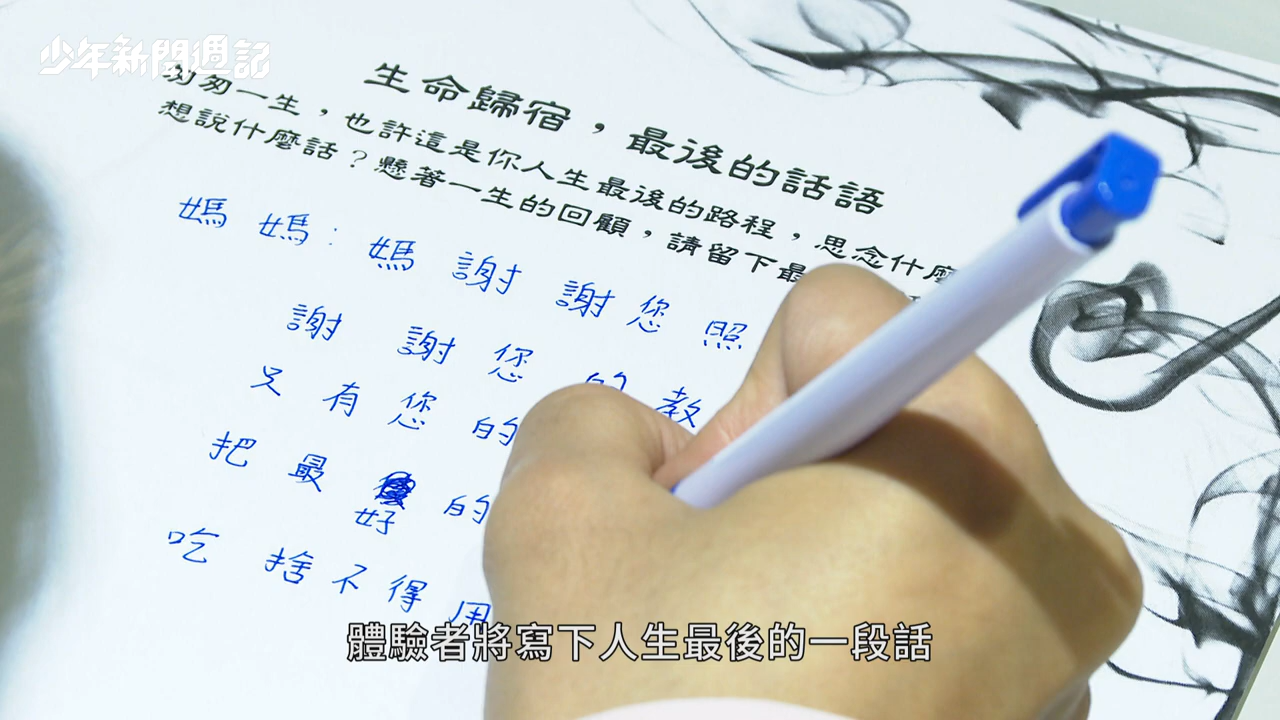 少年新聞週記
生命歸宿，最後的話語
匆匆一生，也許這是你人生最後的路程，思念什麼
想說什麼話？懸著一生的回顧，請留下最
媽媽：媽謝謝您照
謝謝您的教
又有您的
把最的
好
吃捨不得用
體驗者將寫下人生最後的一段話